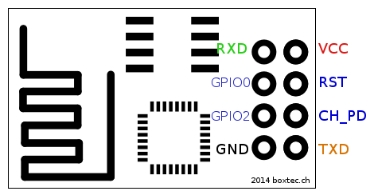 RXD VCC
GPIO0 RST
GPIO2 CH_PD
GND TXD
2014 boxtec.ch